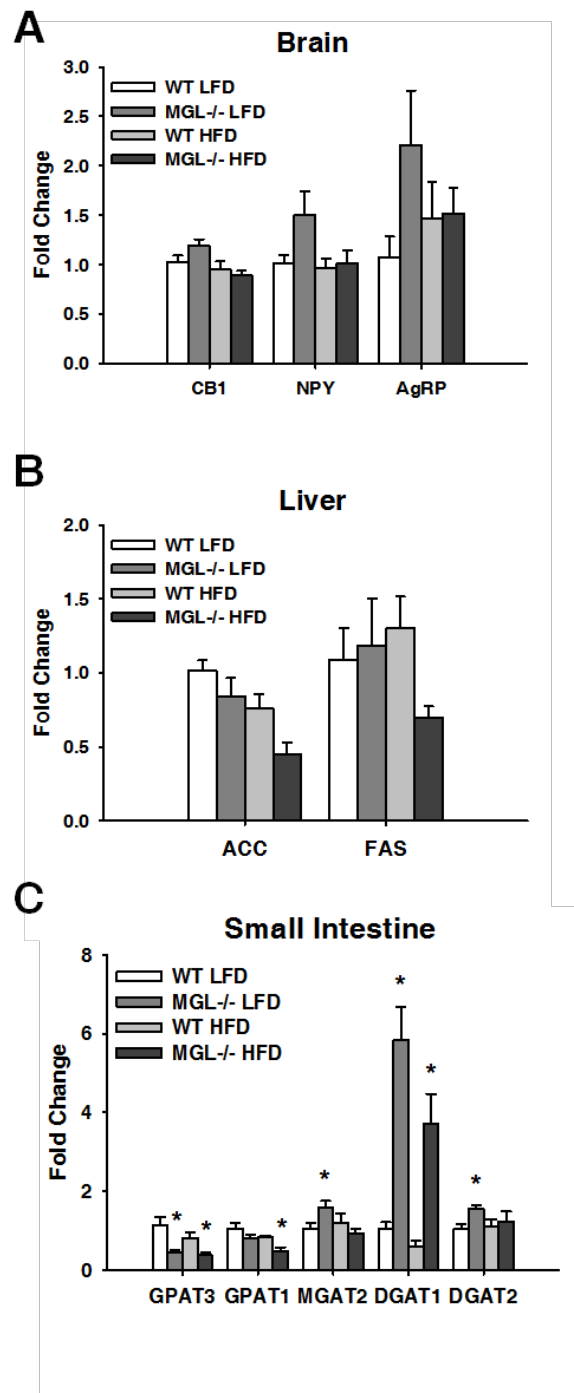 A
Brain
3.0
2.5
2.0
1.5
1.0
0.5
0.0
Fold Change
WT LFD
MGL-/- LFD
WT HFD
MGL-/- HFD
CB1 NPY AgRP
B
Liver
2.0
1.5
1.0
0.5
0.0
Fold Change
WT LFD
MGL-/- LFD
WT HFD
MGL-/- HFD
ACC FAS
C
Small Intestine
8
6
4
2
0
Fold Change
WT LFD
MGL-/- LFD
WT HFD
MGL-/- HFD
*
*
*
*
* * *
GPAT3 GPAT1 MGAT2 DGAT1 DGAT2